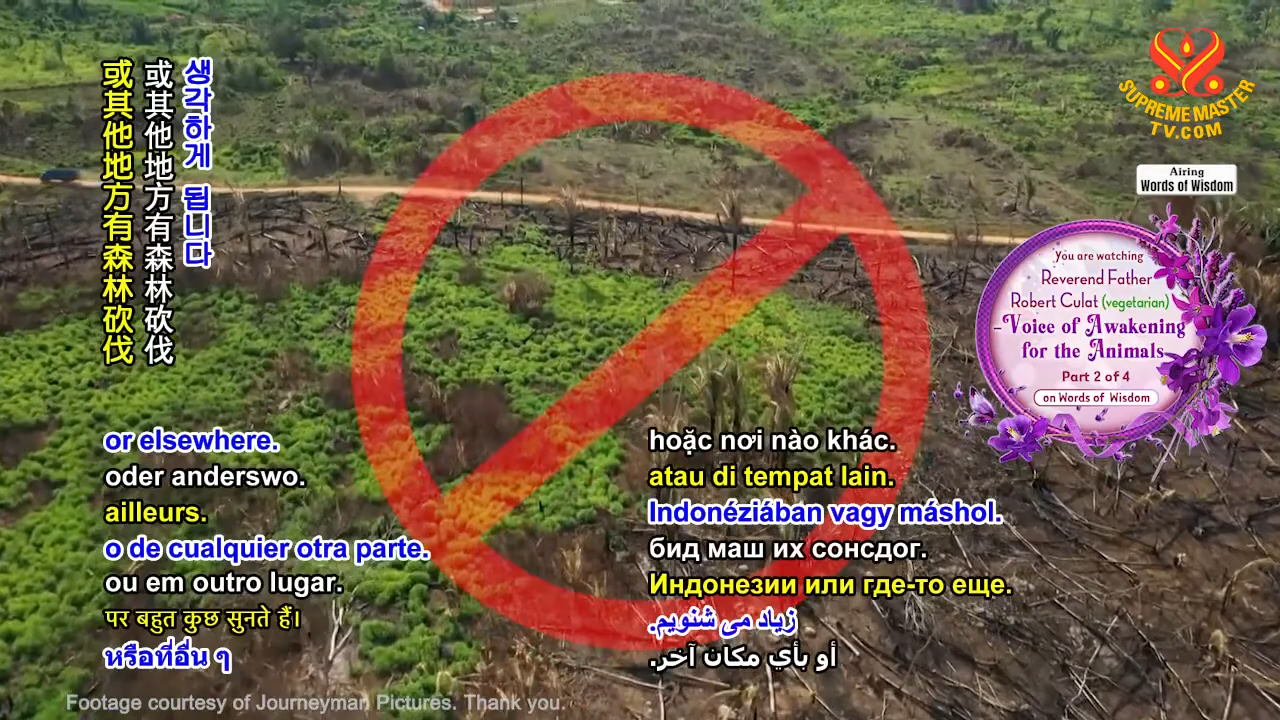 생각하게 됩니다
或其他地方有森林砍伐
或其他地方有森林砍伐
SUPREME MASTER
TV.COM
Airing
Words of Wisdom
You are watching
Reverend Father
Robert Culat (vegetarian)
-Voice of Awakening
for the Animals
Part 2 of 4
on Words of Wisdom
or elsewhere.
oder anderswo.
ailleurs.
o de cualquier otra parte.
ou em outro lugar.
पर बहुत कुछ सुनते हैं।
หรือที่อื่น ๆ
hoặc nơi nào khác.
atau di tempat lain.
Indonéziában vagy máshol.
бид маш их сонсдог.
Индонезии или где-то еще.
زیاد می شنویم.
أو بأي مكان آخر.
Footage courtesy of Journeyman Pictures. Thank you.